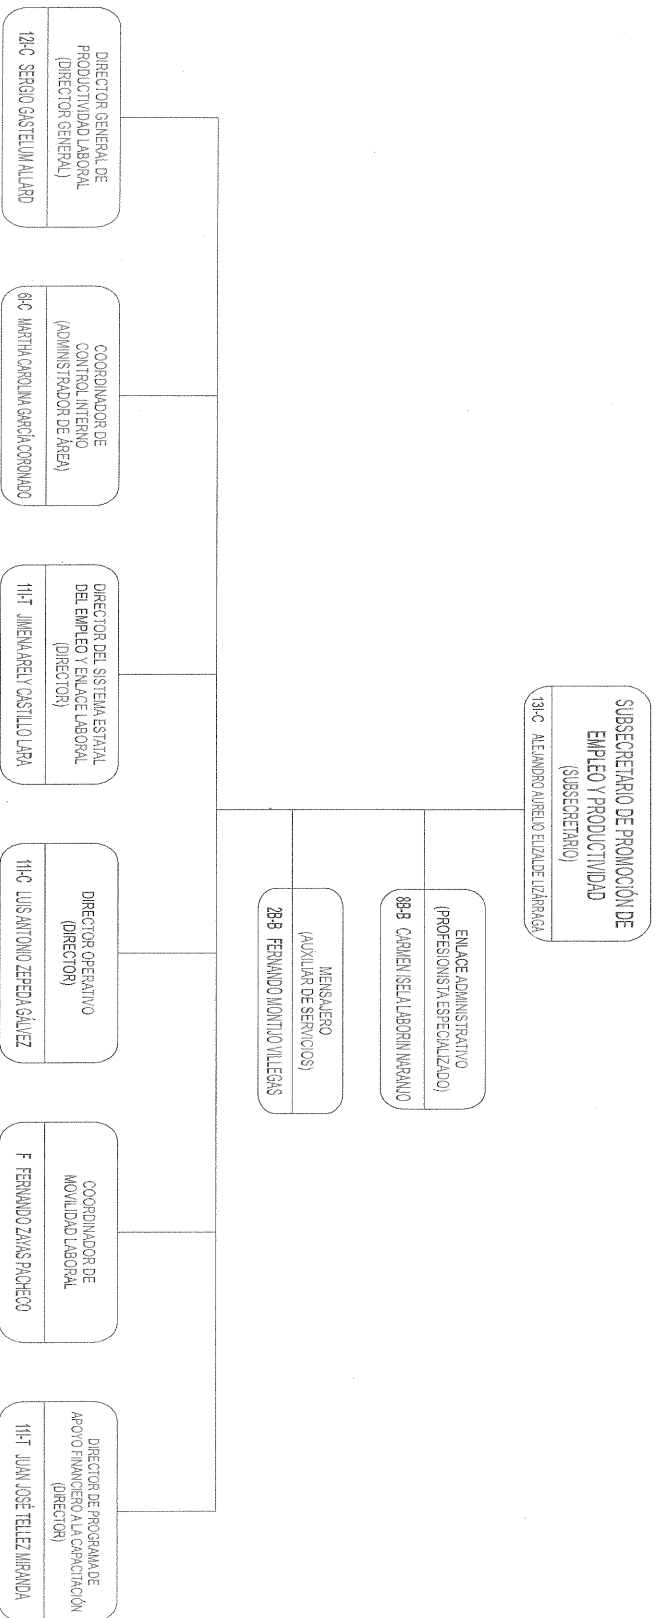 SUBSECRETARIO DE PROMOCIÓN DE
EMPLEO Y PRODUCTIVIDAD
(SUBSECRETARIO)
13I-C ALEJANDRO AURELIO ELIZALDE LIZÁRRAGA
ENLACE ADMINISTRATIVO
(PROFESIONISTA ESPECIALIZADO)
8B-B CARMEN ISELA LABORIN NARANJO
MENSAJERO
(AUXILIAR DE SERVICIOS)
2B-B FERNANDO MONTIJO VILLEGAS
DIRECTOR GENERAL DE
PRODUCTIVIDAD LABORAL
(DIRECTOR GENERAL)
12I-C SERGIO GASTELUM ALLARD
COORDINADOR DE
CONTROL INTERNO
(ADMINISTRADOR DE ÁREA)
6I-C MARTHA CAROLINA GARCÍA CORONADO
DIRECTOR DEL SISTEMA ESTATAL
DEL EMPLEO Y ENLACE LABORAL
(DIRECTOR)
11I-T JIMENA ARELY CASTILLO LARA
DIRECTOR OPERATIVO
(DIRECTOR)
11I-C LUIS ANTONIO ZEPEDA GÁLVEZ
COORDINADOR DE
MOVILIDAD LABORAL
F FERNANDO ZAYAS PACHECO
DIRECTOR DE PROGRAMA DE
APOYO FINANCIERO A LA CAPACITACIÓN
(DIRECTOR)
11I-T JUAN JOSÉ TELLEZ MIRANDA